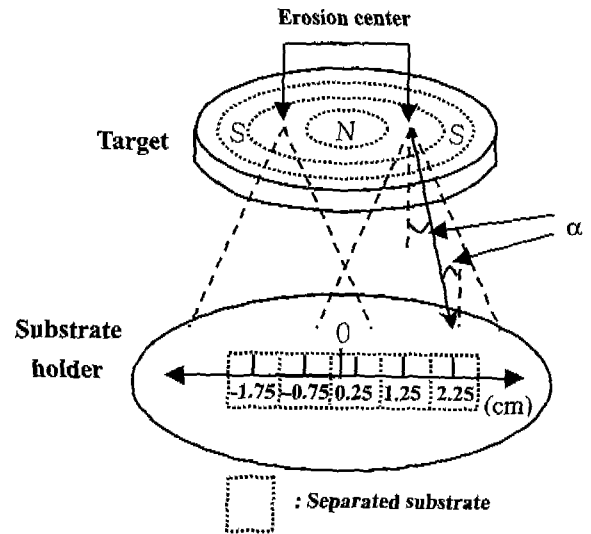 Erosion center
S N S
Target
α
Substrate
holder
0
-1.75 -0.75 0.25 1.25 2.25
(cm)
: Separated substrate